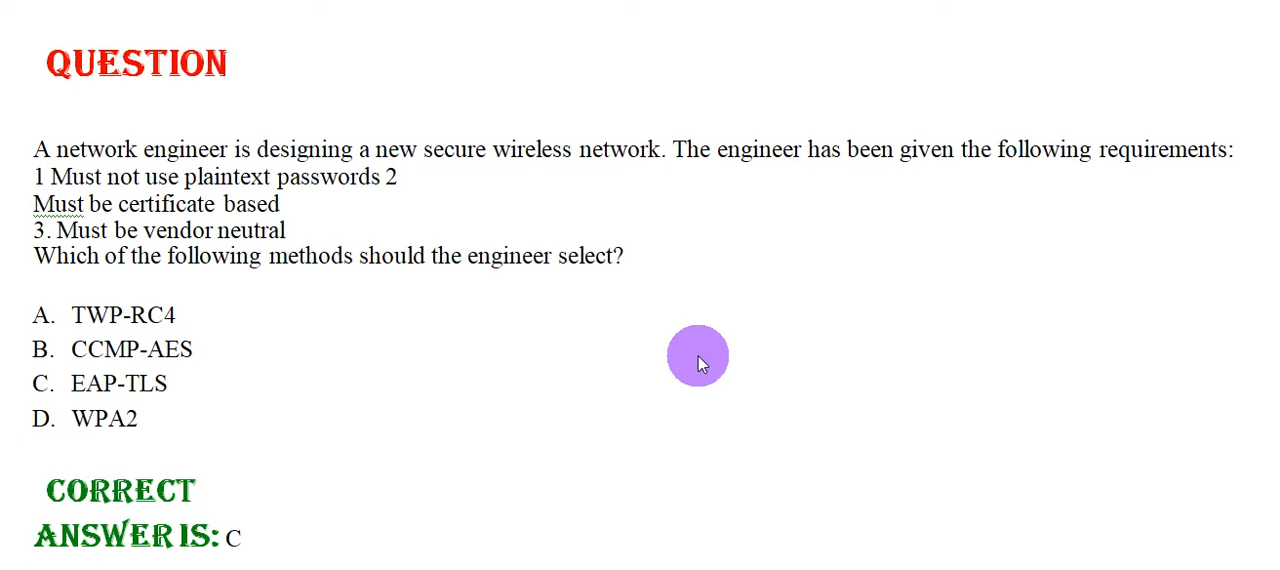 QUESTION
A network engineer is designing a new secure wireless network. The engineer has been given the following requirements:
1 Must not use plaintext passwords 2
Must be certificate based
3. Must be vendor neutral
Which of the following methods should the engineer select?
A. TWP-RC4
B. CCMP-AES
C. EAP-TLS
D. WPA2
CORRECT
ANSWER IS: C